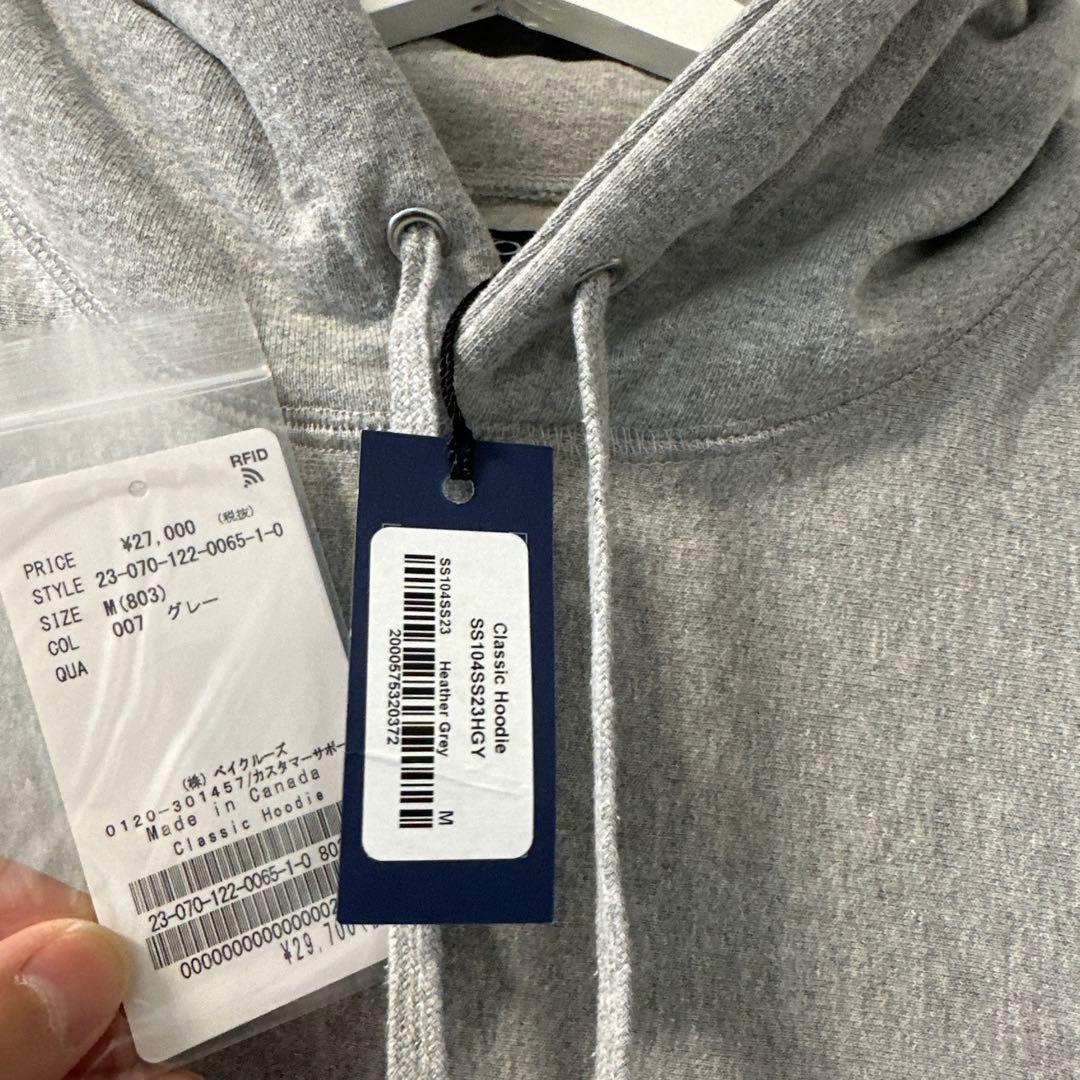 RFID
PRICE ¥27,000 (税抜)
STYLE 23-070-122-0065-1-0
SIZE M(803)
COL 007 グレー
QUA
(株) ベイクルーズ
0120-301457/カスタマーサポー
Made in Canada
Classic Hoodie
23-070-122-0065-1-0
¥29,700
Classic Hoodie
SS104SS23HGY
SS104SS23 Heather Grey M
2000575320372